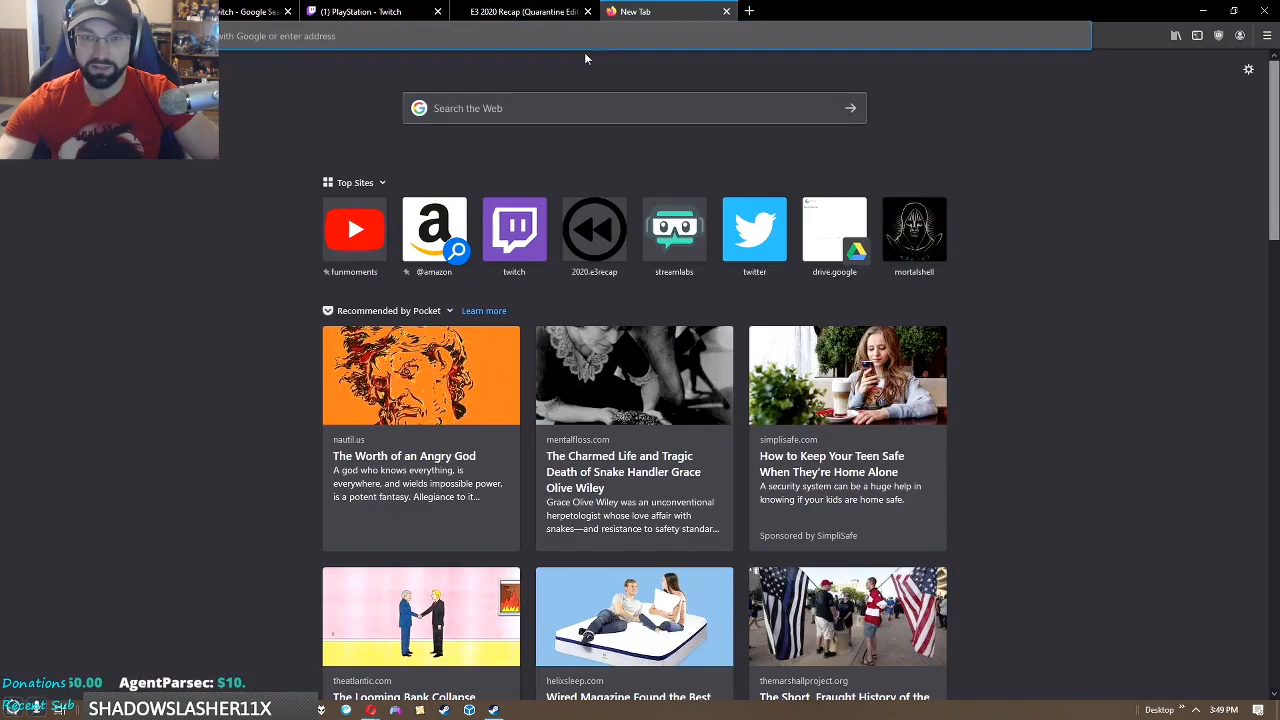 itch - Google Se
(1) PlayStation - Twitch
E3 2020 Recap (Quarantine Edit
New Tab
with Google or enter address
Search the Web
Top Sites
funmoments
@amazon
twitch
2020.e3recap
streamlabs
twitter
drive.google
mortalshell
Recommended by Pocket
Learn more
nautil.us
The Worth of an Angry God
A god who knows everything, is
everywhere, and wields impossible power,
is a potent fantasy. Allegiance to it...
mentalfloss.com
The Charmed Life and Tragic
Death of Snake Handler Grace
Olive Wiley
Grace Olive Wiley was an unconventional
herpetologist whose love affair with
snakes—and resistance to safety standar...
simplisafe.com
How to Keep Your Teen Safe
When They're Home Alone
A security system can be a huge help in
knowing if your kids are home safe.
Sponsored by SimpliSafe
theatlantic.com
The Looming Bank Collapse
helixsleep.com
Wired Magazine Found the Best
themarshallproject.org
The Short, Fraught History of the
Donations $0.00 AgentParsec: $10.
Recent Sub
SHADOWSLASHER11X
Desktop
3:49 PM